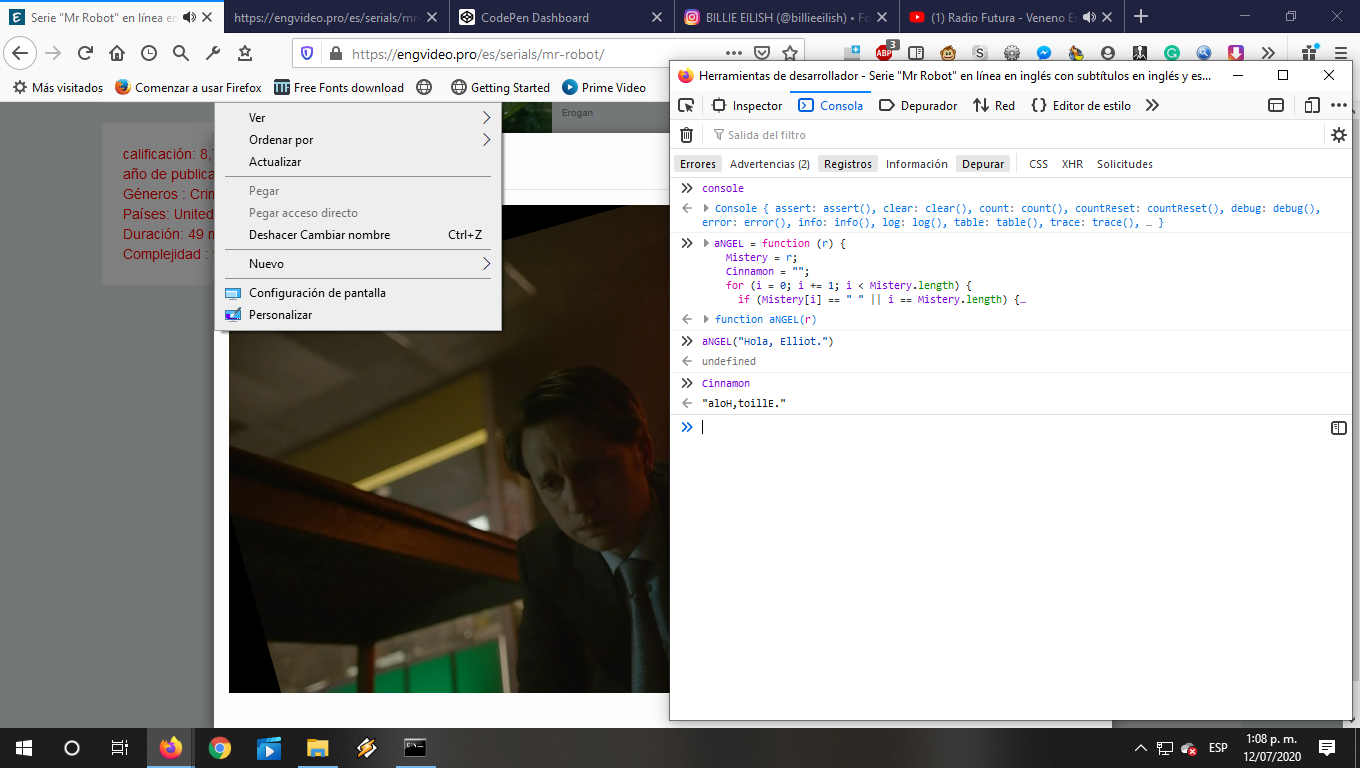 Serie "Mr Robot" en línea en
https://engvideo.pro/es/serials/mr-
CodePen Dashboard
BILLIE EILISH (@billieeilish) • Fo
(1) Radio Futura - Veneno En
https://engvideo.pro/es/serials/mr-robot/
ABP
3
S
Más visitados
Comenzar a usar Firefox
Free Fonts download
Getting Started
Prime Video
Erogan
calificación: 8,
año de publica
Géneros : Crim
Países: United
Duración: 49 m
Complejidad :
Ver
Ordenar por
Actualizar
Pegar
Pegar acceso directo
Deshacer Cambiar nombre Ctrl+Z
Nuevo
Configuración de pantalla
Personalizar
Herramientas de desarrollador - Serie "Mr Robot" en línea en inglés con subtítulos en inglés y es...
Inspector Consola Depurador Red Editor de estilo
Salida del filtro
Errores Advertencias (2) Registros Información Depurar CSS XHR Solicitudes
console
Console { assert: assert(), clear: clear(), count: count(), countReset: countReset(), debug: debug(),
error: error(), info: info(), log: log(), table: table(), trace: trace(), … }
aNGEL = function (r) {
Mistery = r;
Cinnamon = "";
for (i = 0; i += 1; i < Mistery.length) {
if (Mistery[i] == " " || i == Mistery.length) {…
function aNGEL(r)
aNGEL("Hola, Elliot.")
undefined
Cinnamon
"aloH,toillE."
ESP
1:08 p. m.
12/07/2020